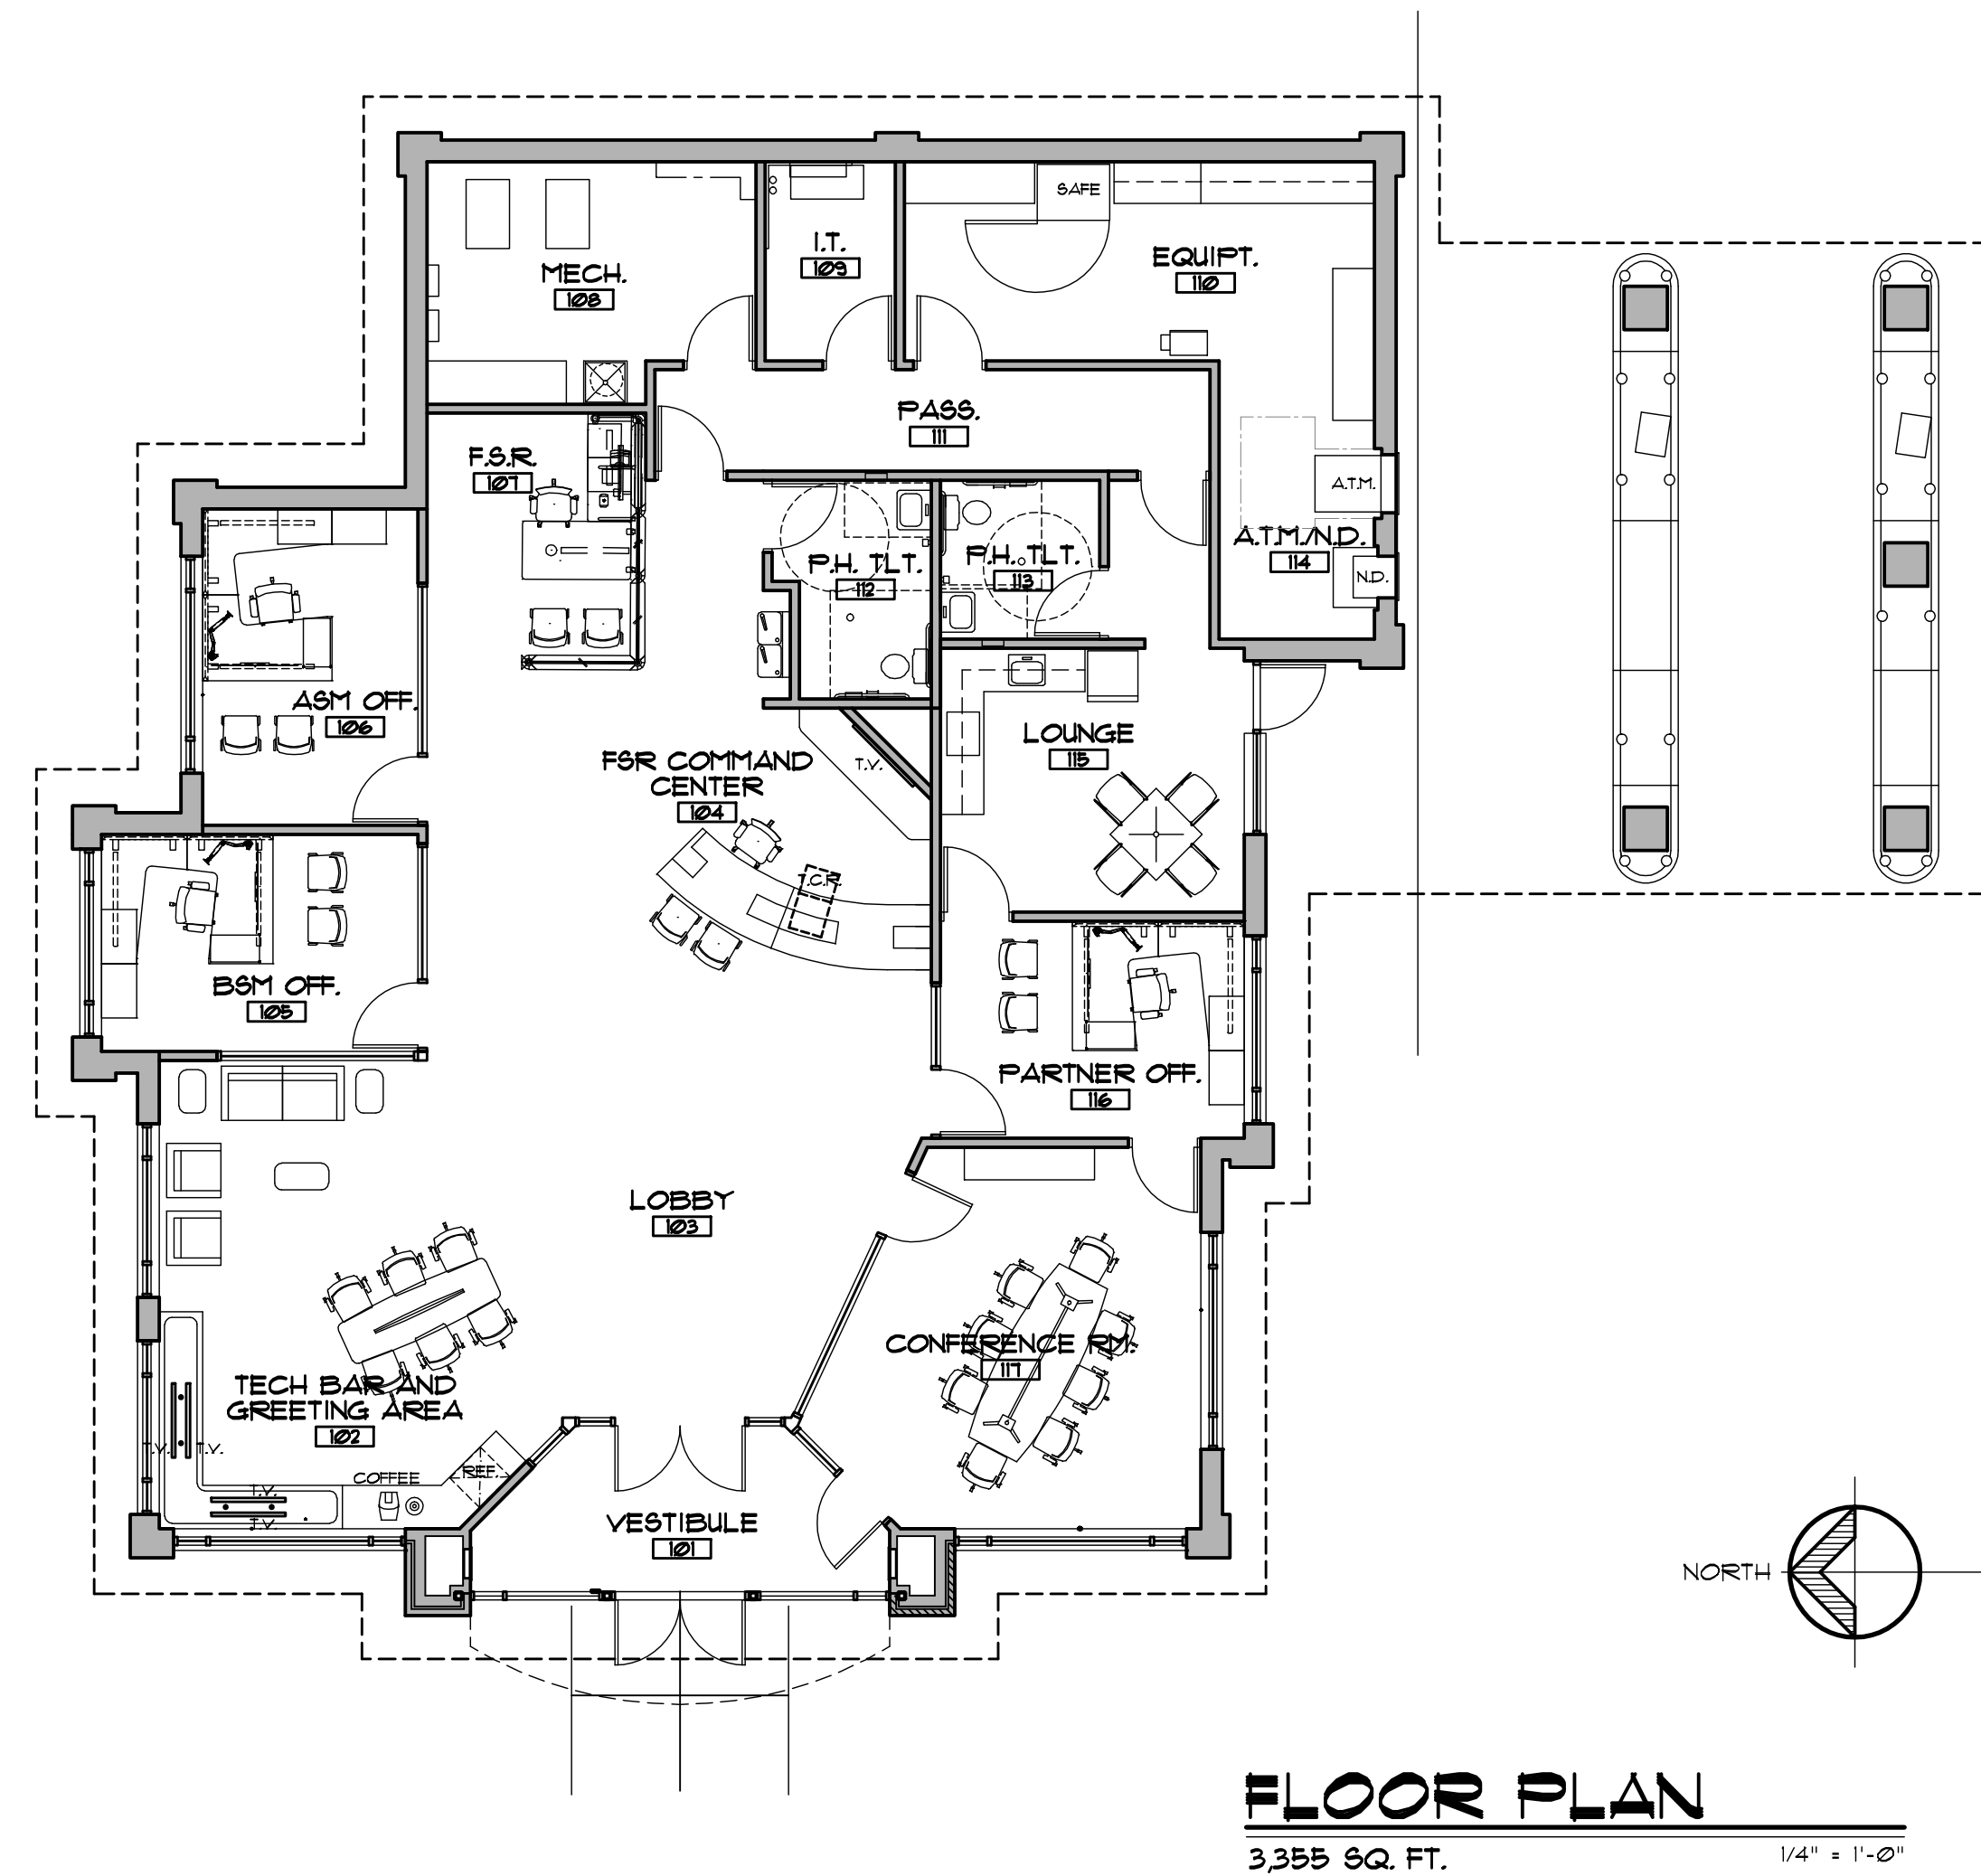 SAFE
I.T.
109
EQUIPT.
110
MECH.
108
PASS.
111
F.S.R.
107
A.T.M.
A.T.M./N.D.
114
N.D.
P.H. TLT.
112
P.H. TLT.
113
ASM OFF.
106
LOUNGE
115
FSR COMMAND
CENTER
104
T.V.
T.C.R.
BSM OFF.
105
PARTNER OFF.
116
LOBBY
103
CONFERENCE RM.
117
TECH BAR AND
GREETING AREA
102
T.V. T.V.
T.V.
T.V.
COFFEE
REF.
VESTIBULE
101
NORTH
FLOOR PLAN
3,355 SQ. FT.
1/4" = 1'-0"